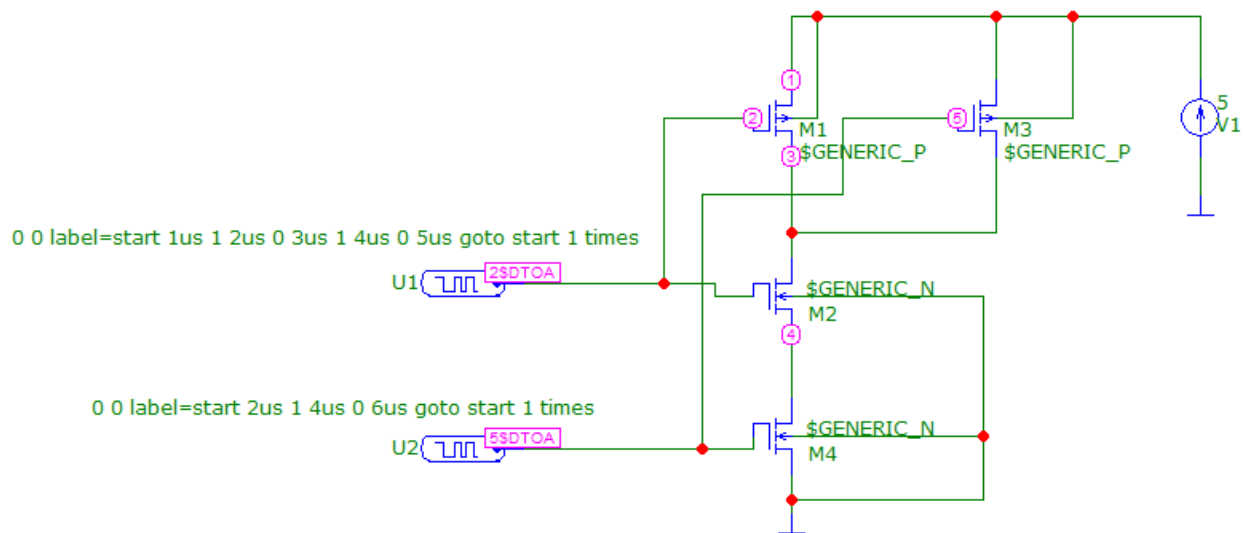 1
2
M1
$GENERIC_P
3
5
M3
$GENERIC_P
5
V1
0 0 label=start 1us 1 2us 0 3us 1 4us 0 5us goto start 1 times
U1
2$DTOA
$GENERIC_N
M2
4
0 0 label=start 2us 1 4us 0 6us goto start 1 times
U2
5$DTOA
$GENERIC_N
M4